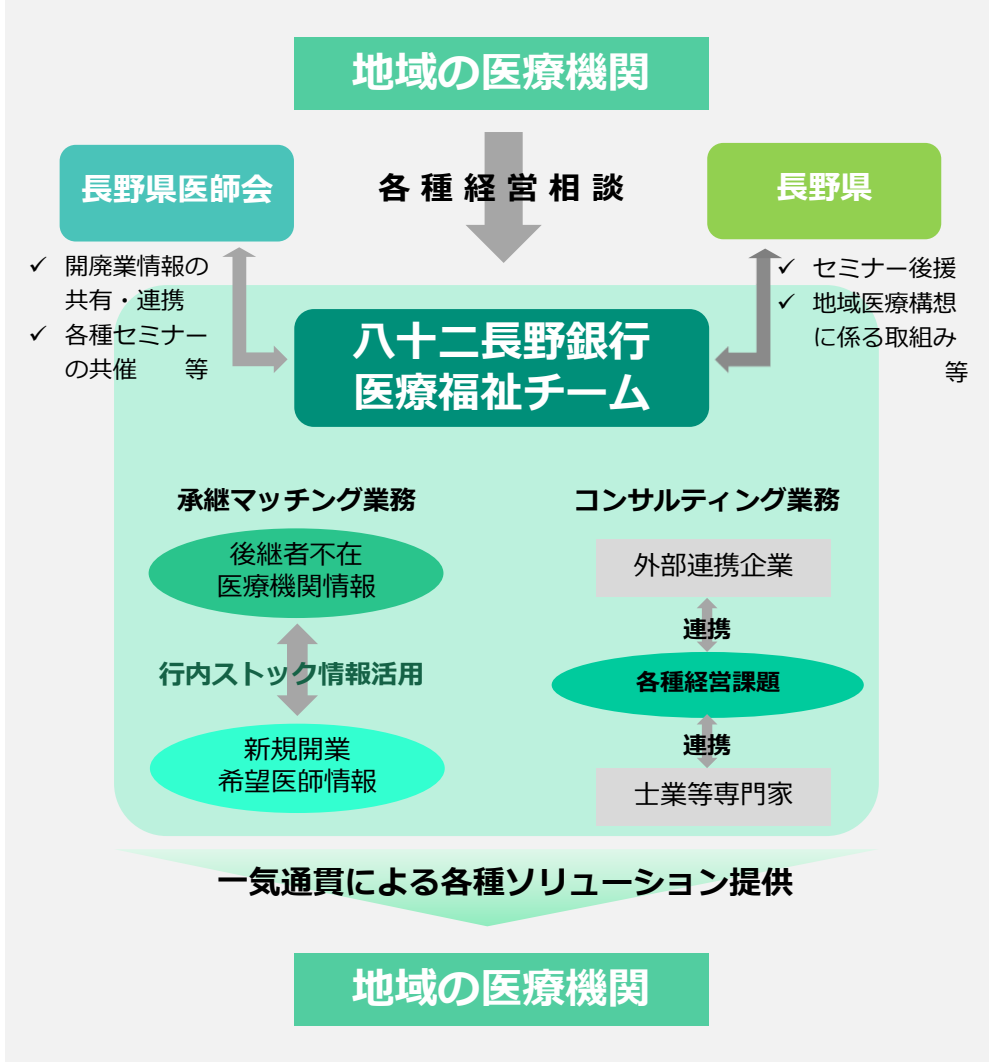 地域の医療機関
長野県医師会
各種経営相談
長野県
✓ 開廃業情報の
共有・連携
✓ 各種セミナー
の共催 等
✓ セミナー後援
✓ 地域医療構想
に係る取組み
等
八十二長野銀行
医療福祉チーム
承継マッチング業務
後継者不在
医療機関情報
行内ストック情報活用
新規開業
希望医師情報
コンサルティング業務
外部連携企業
連携
各種経営課題
連携
士業等専門家
一気通貫による各種ソリューション提供
地域の医療機関